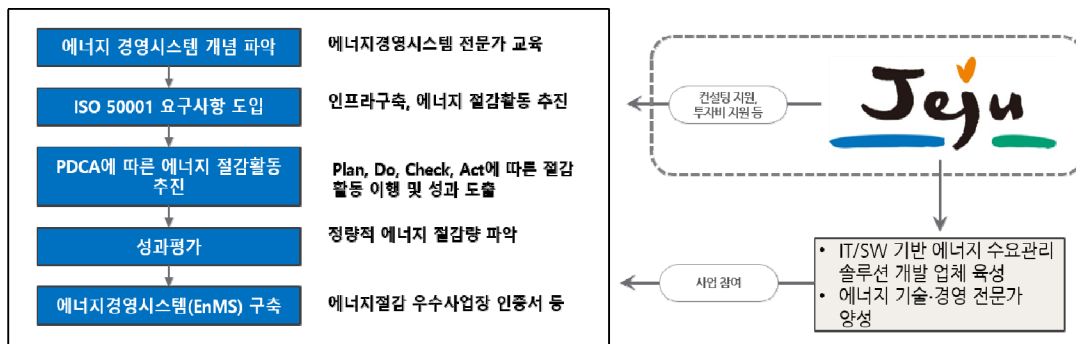 에너지 경영시스템 개념 파악
에너지경영시스템 전문가 교육
ISO 50001 요구사항 도입
인프라구축, 에너지 절감활동 추진
PDCA에 따른 에너지 절감활동
추진
Plan, Do, Check, Act에 따른 절감
활동 이행 및 성과 도출
성과평가
정량적 에너지 절감량 파악
에너지경영시스템(EnMS) 구축
에너지절감 우수사업장 인증서 등
컨설팅 지원,
투자비 지원 등
Jeju
• IT/SW 기반 에너지 수요관리
솔루션 개발 업체 육성
• 에너지 기술·경영 전문가
양성
사업 참여